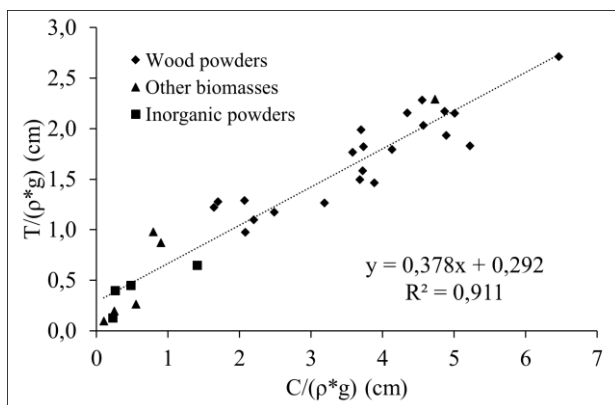 3,0
2,5
2,0
1,5
1,0
0,5
0,0
T/(ρ*g) (cm)
Wood powders
Other biomasses
Inorganic powders
y = 0,378x + 0,292
R² = 0,911
0 1 2 3 4 5 6 7
C/(ρ*g) (cm)